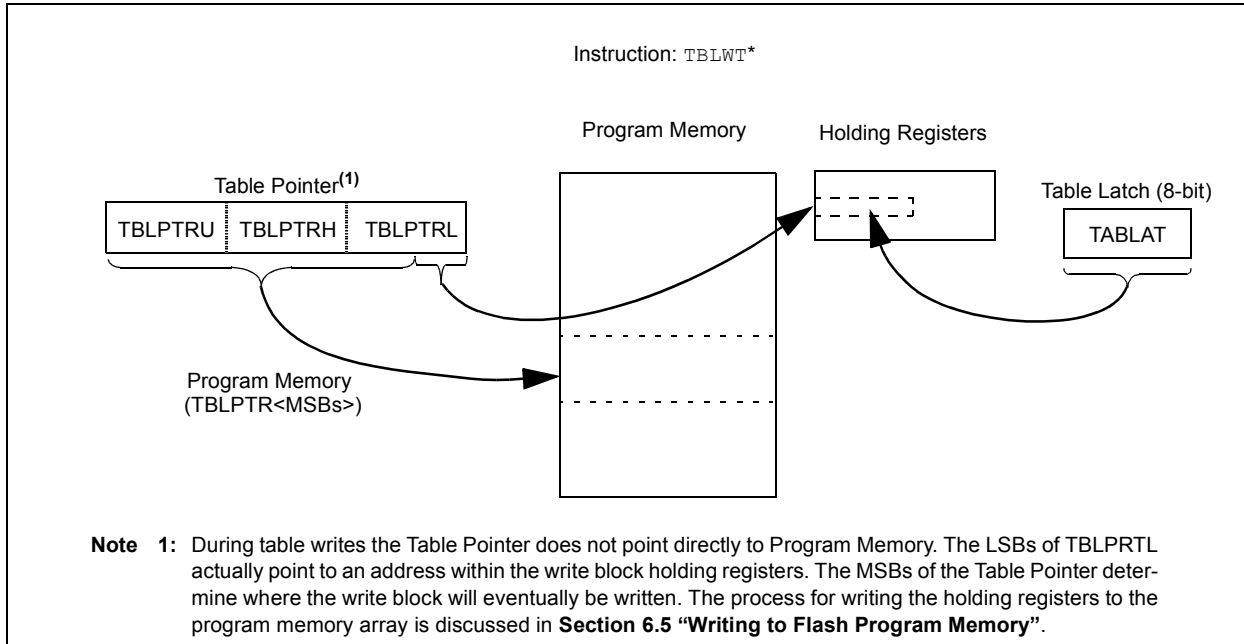 Instruction: TBLWT*
Program Memory
Holding Registers
Table Pointer(1)
Table Latch (8-bit)
TBLPTRU TBLPTRH TBLPTRL
TABLAT
Program Memory
(TBLPTR<MSBs>)
Note 1: During table writes the Table Pointer does not point directly to Program Memory. The LSBs of TBLPRTL
actually point to an address within the write block holding registers. The MSBs of the Table Pointer deter-
mine where the write block will eventually be written. The process for writing the holding registers to the
program memory array is discussed in Section 6.5 “Writing to Flash Program Memory”.